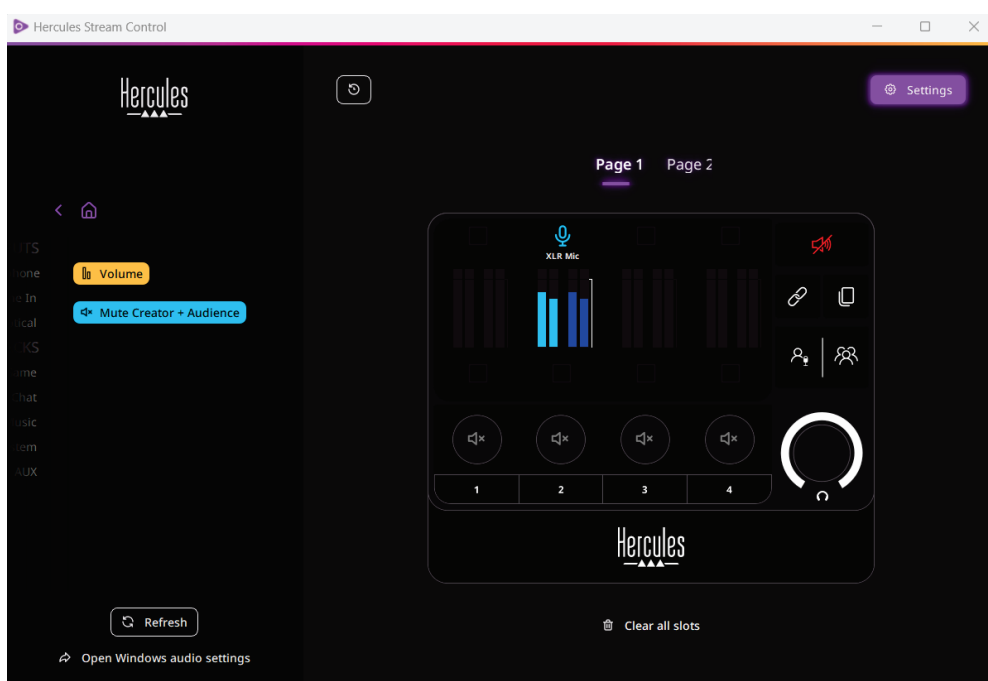 Hercules Stream Control
Hercules
Settings
Page 1
Page 2
Volume
Mute Creator + Audience
AUX
XLR Mic
1
2
3
4
Hercules
Refresh
Open Windows audio settings
Clear all slots